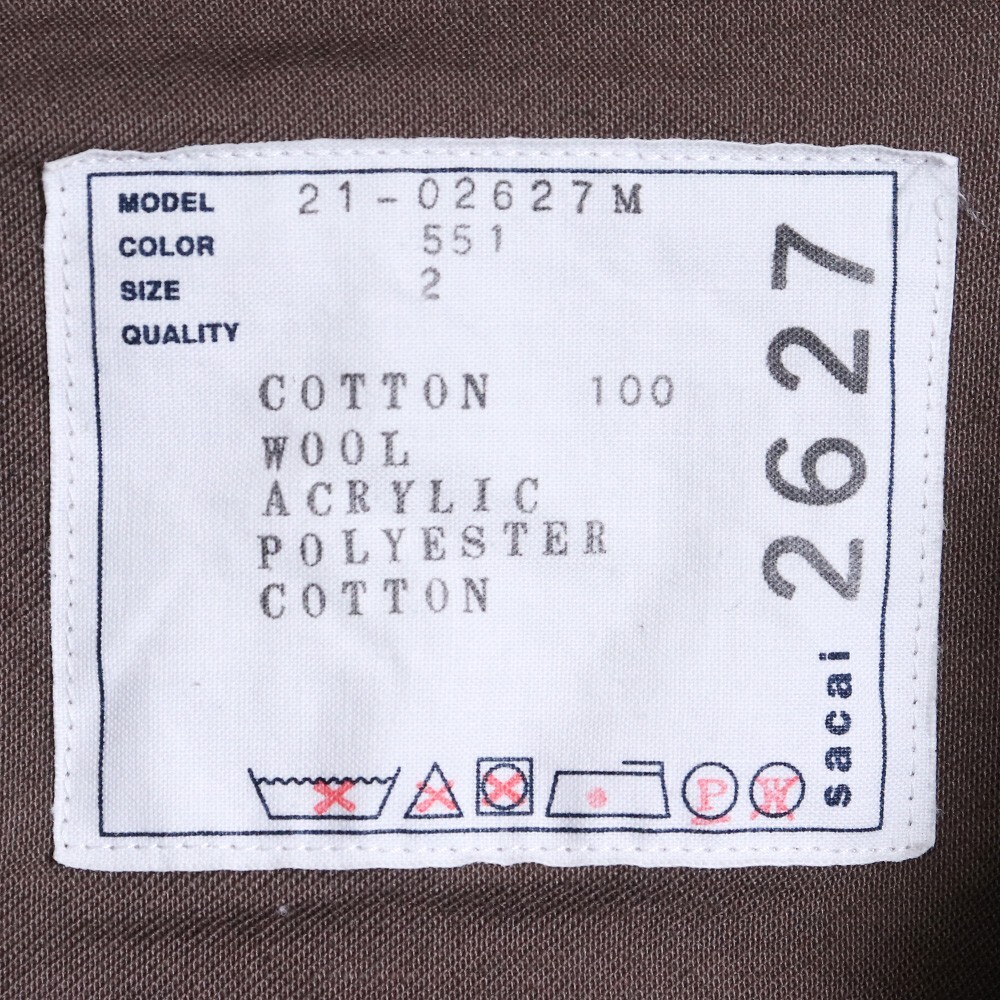 MODEL 21-02627M
COLOR 551
SIZE 2
QUALITY
COTTON 100
WOOL
ACRYLIC
POLYESTER
COTTON
P W
sacai 2627